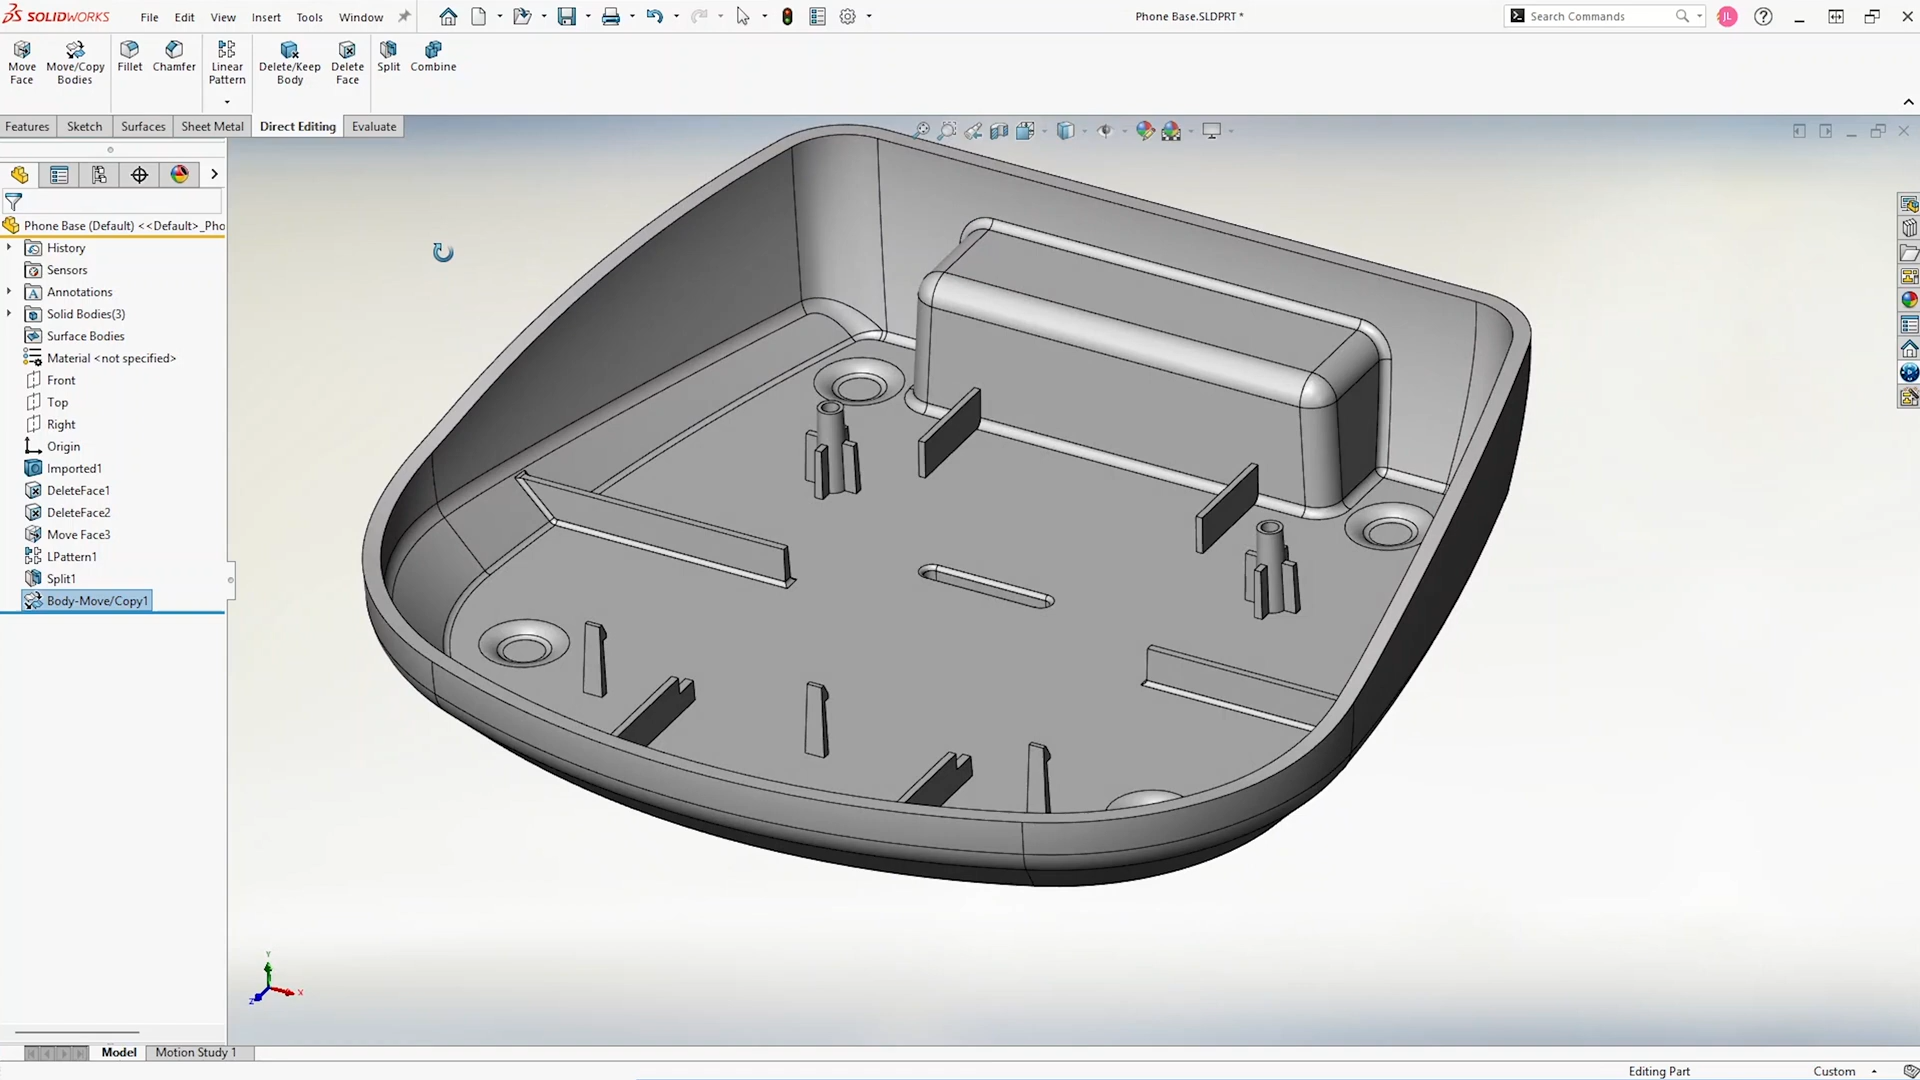 SOLIDWORKS File Edit View Insert Tools Window Phone Base.SLDPRT * Search Commands JL
Move Face
Move/Copy Bodies
Fillet
Chamfer
Linear Pattern
Delete/Keep Body
Delete Face
Split
Combine
Features Sketch Surfaces Sheet Metal Direct Editing Evaluate
Phone Base (Default) <<Default>_Pho
History
Sensors
Annotations
Solid Bodies(3)
Surface Bodies
Material <not specified>
Front
Top
Right
Origin
Imported1
DeleteFace1
DeleteFace2
Move Face3
LPattern1
Split1
Body-Move/Copy1
Y
X
Z
Model Motion Study 1
Editing Part Custom